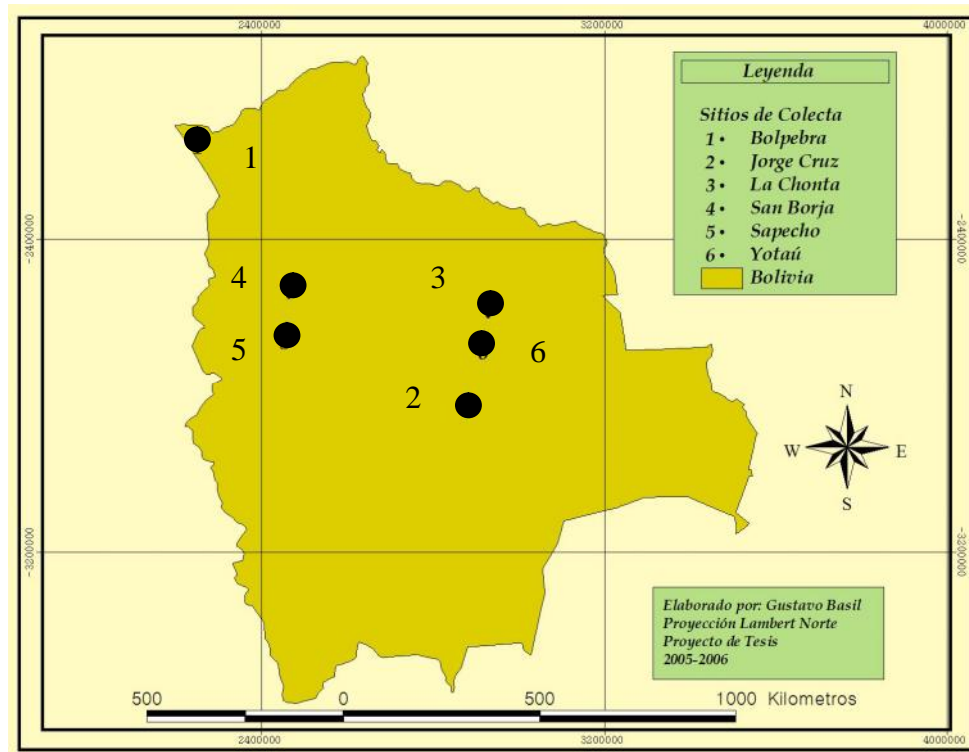 2400000
3200000
4000000
Leyenda
Sitios de Colecta
1 • Bolpebra
2 • Jorge Cruz
3 • La Chonta
4 • San Borja
5 • Sapecho
6 • Yotaú
Bolivia
1
-2400000
-2400000
4
3
5
6
2
N
W
E
S
-3200000
-3200000
Elaborado por: Gustavo Basil
Proyección Lambert Norte
Proyecto de Tesis
2005-2006
500
0
500
1000 Kilometros
2400000
3200000
4000000